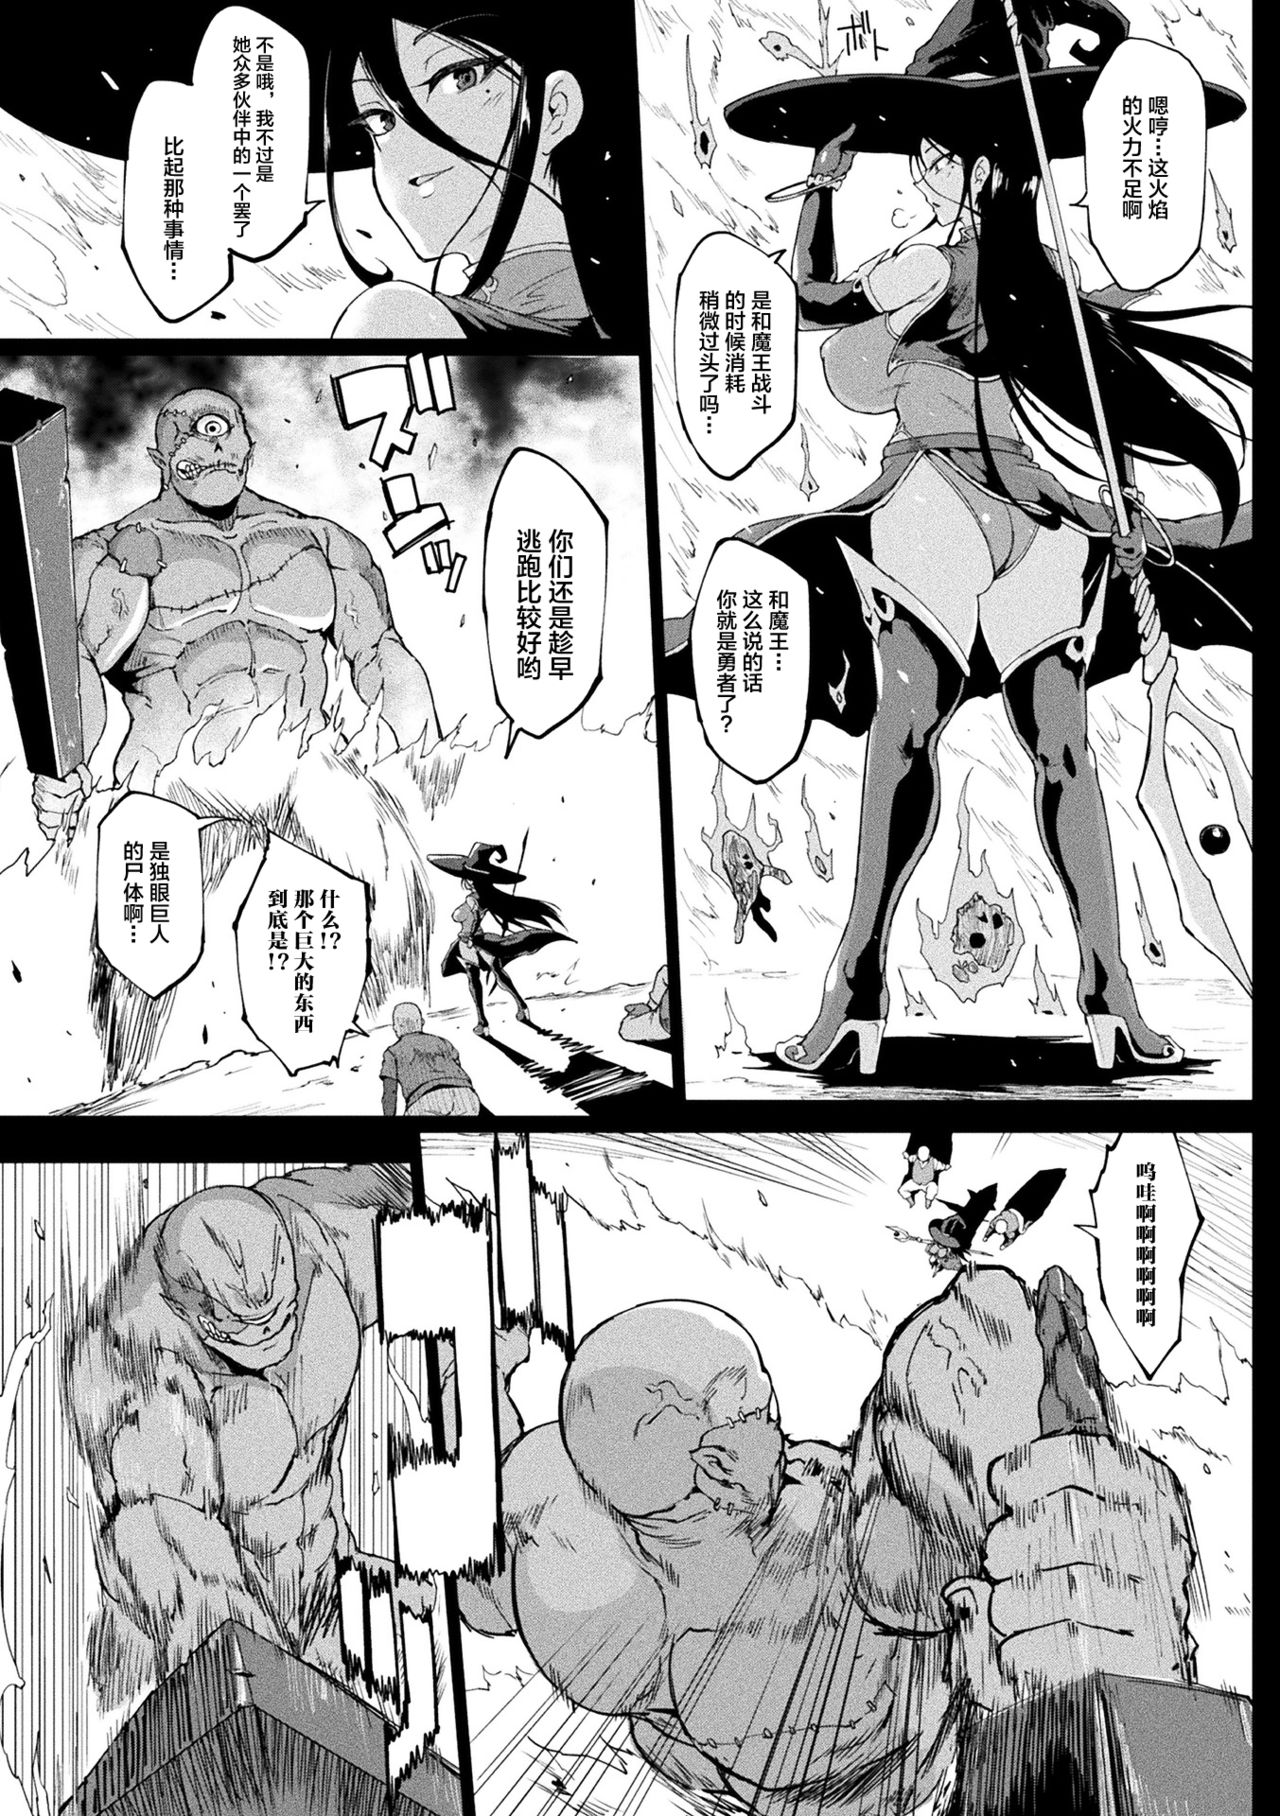 ボト
嗯哼…这火焰
的火力不足啊
是和魔王战斗
的时候消耗
稍微过头了吗…
和魔王…
这么说的话
你就是勇者了?
不是哦，我不过是
她众多伙伴中的一个罢了
比起那种事情…
你们还是趁早
逃跑比较好哟
什么!?
那个巨大的东西
到底是!?
是独眼巨人
的尸体啊…
呜哇啊啊啊啊啊啊